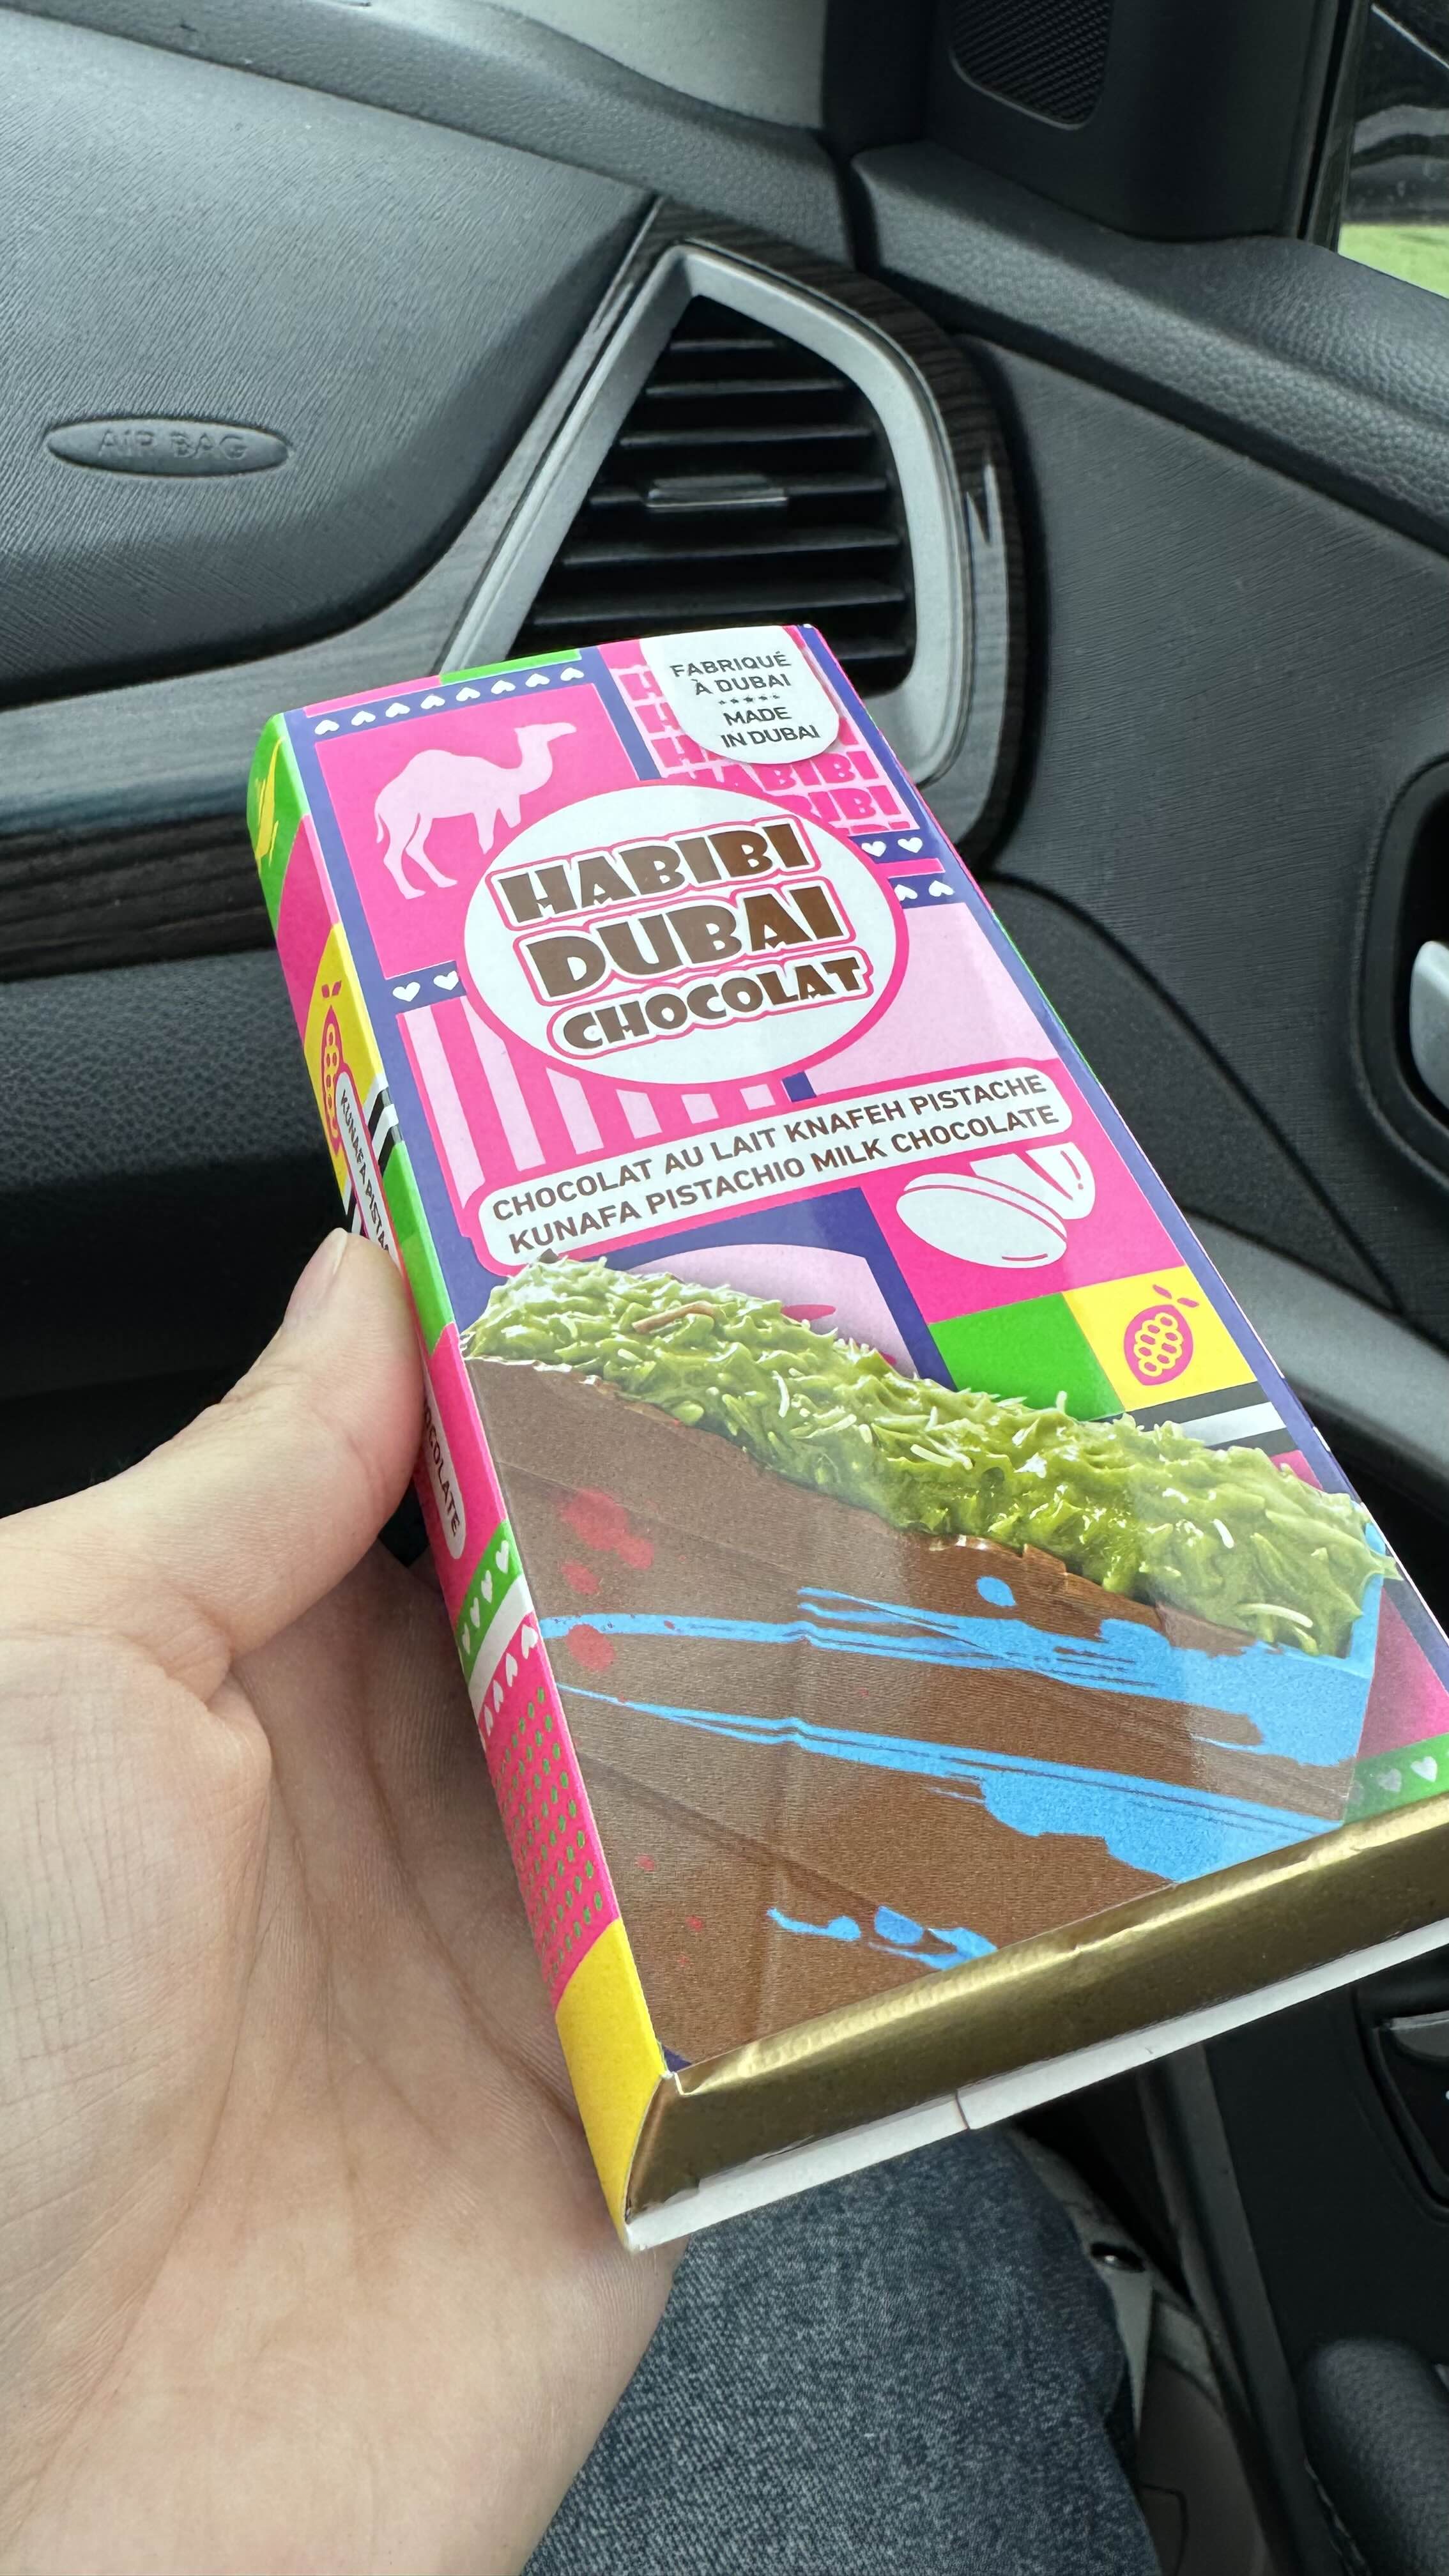 AIR BAG
FABRIQUÉ
À DUBAI
MADE
IN DUBAI
HABIBI
HABIBI
DUBAI
CHOCOLAT
CHOCOLAT AU LAIT KNAFEH PISTACHE
KUNAFA PISTACHIO MILK CHOCOLATE
KUNAFA